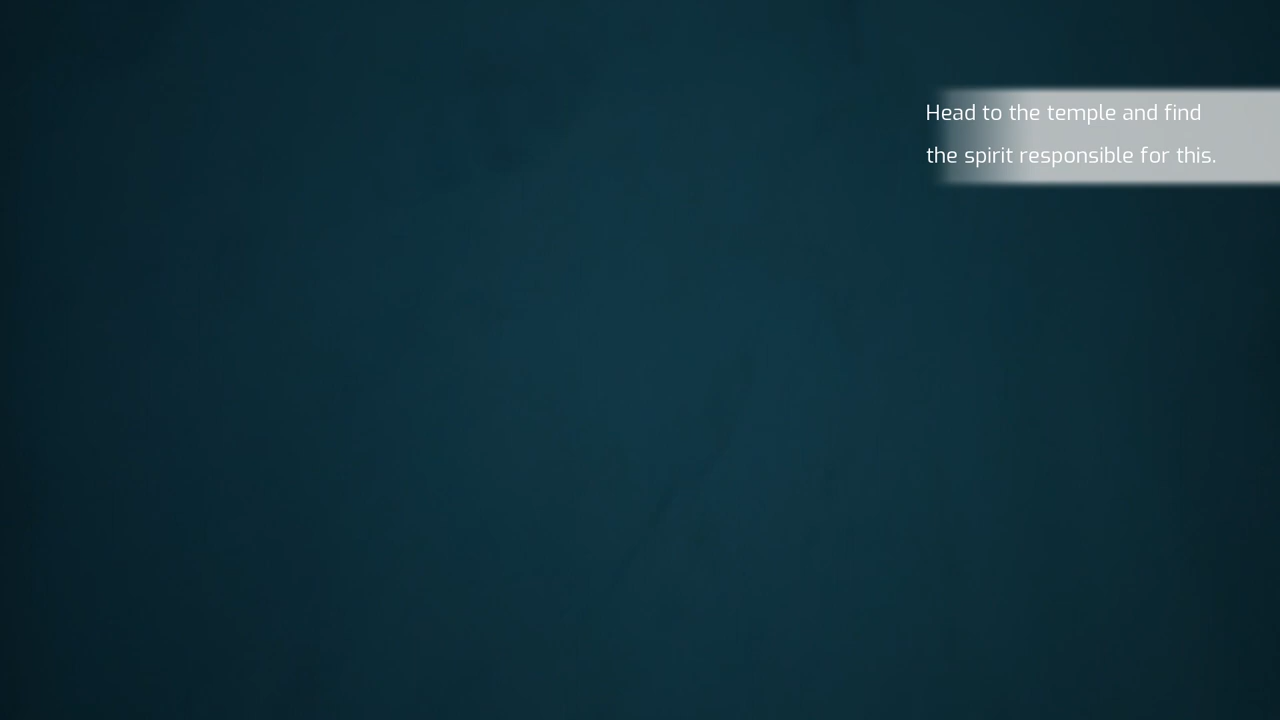 Head to the temple and find
the spirit responsible for this.